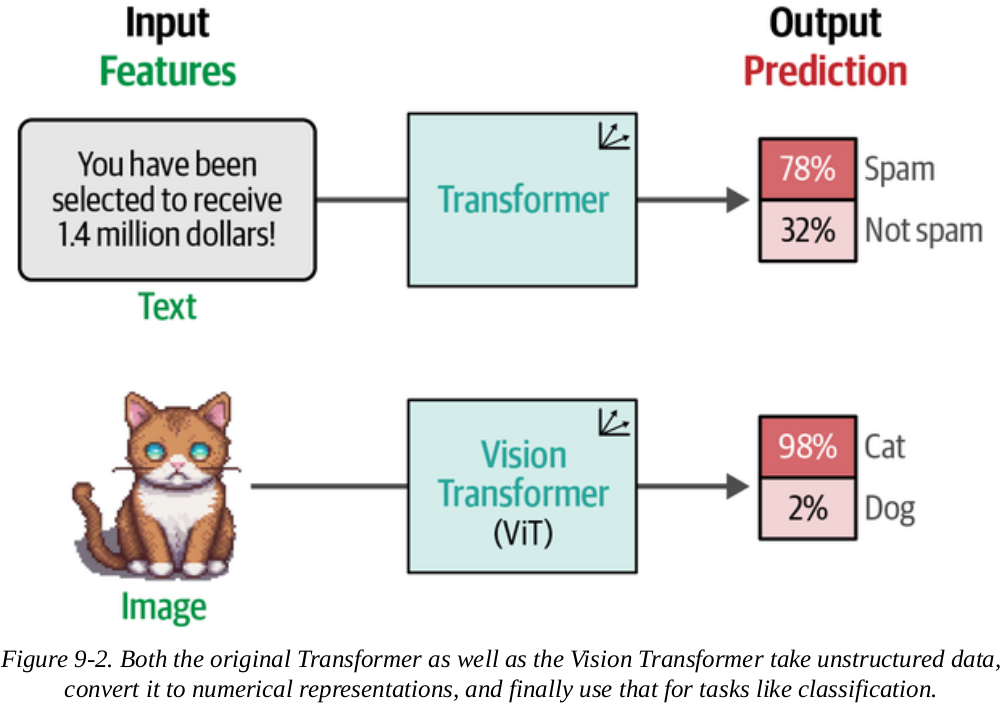 Input
Features
Output
Prediction
You have been
selected to receive
1.4 million dollars!
Text
Transformer
78% Spam
32% Not spam
Image
Vision
Transformer
(ViT)
98% Cat
2% Dog
Figure 9-2. Both the original Transformer as well as the Vision Transformer take unstructured data,
convert it to numerical representations, and finally use that for tasks like classification.